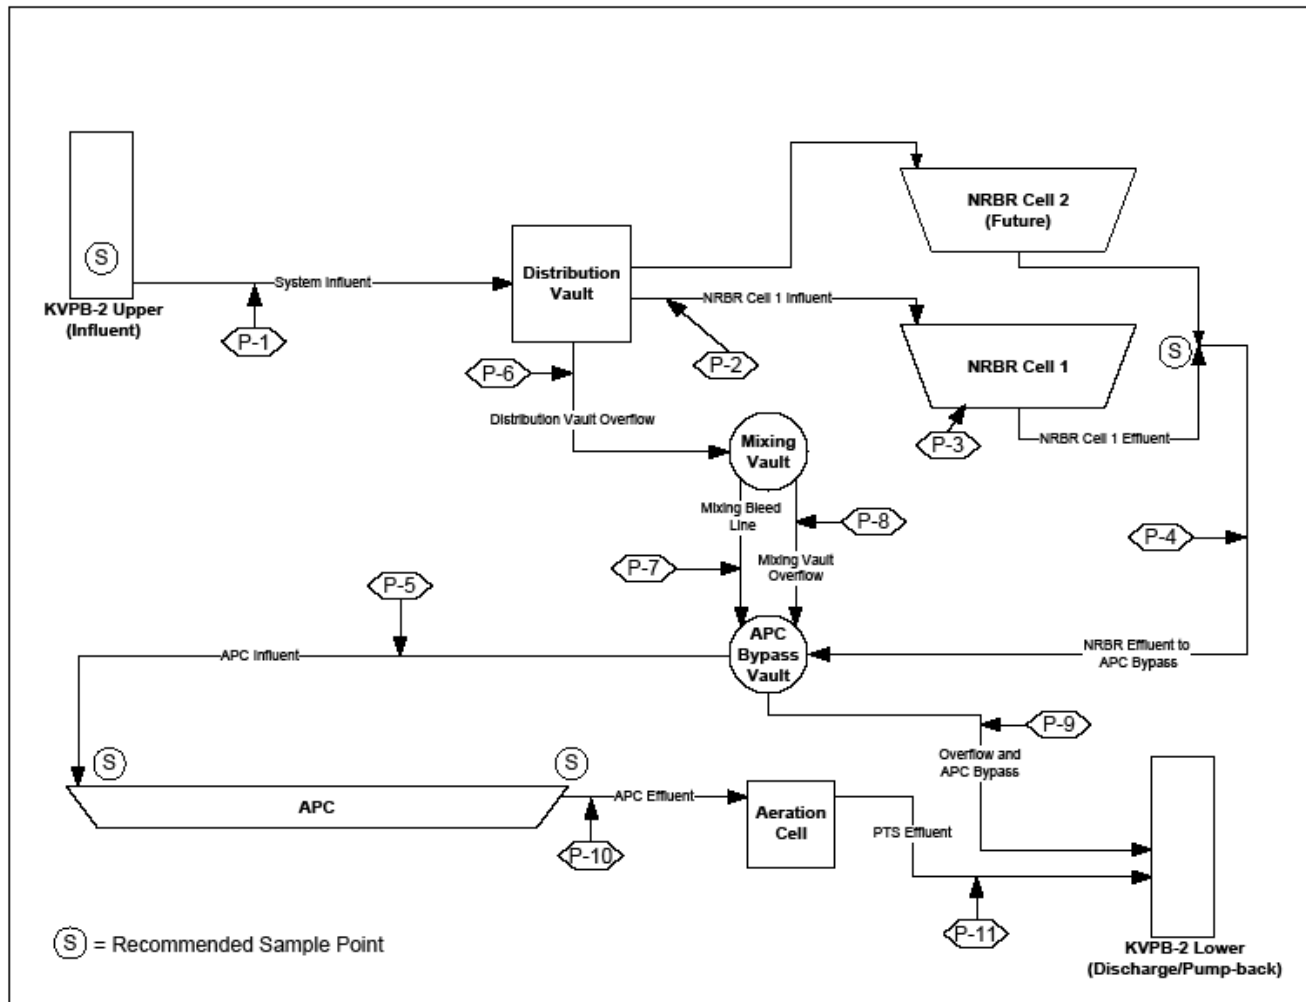 NRBR Cell 2
(Future)
S
Distribution
Vault
System Influent
NRBR Cell 1 Influent
KVPB-2 Upper
(Influent)
P-1
P-2
S
NRBR Cell 1
P-6
Distribution Vault Overflow
P-3
NRBR Cell 1 Effluent
Mixing
Vault
Mixing Bleed
Line
P-8
P-4
Mixing Vault
Overflow
P-7
P-5
APC
Bypass
Vault
APC Influent
NRBR Effluent to
APC Bypass
P-9
Overflow and
APC Bypass
S
S
APC
APC Effluent
Aeration
Cell
PTS Effluent
P-10
P-11
S = Recommended Sample Point
KVPB-2 Lower
(Discharge/Pump-back)